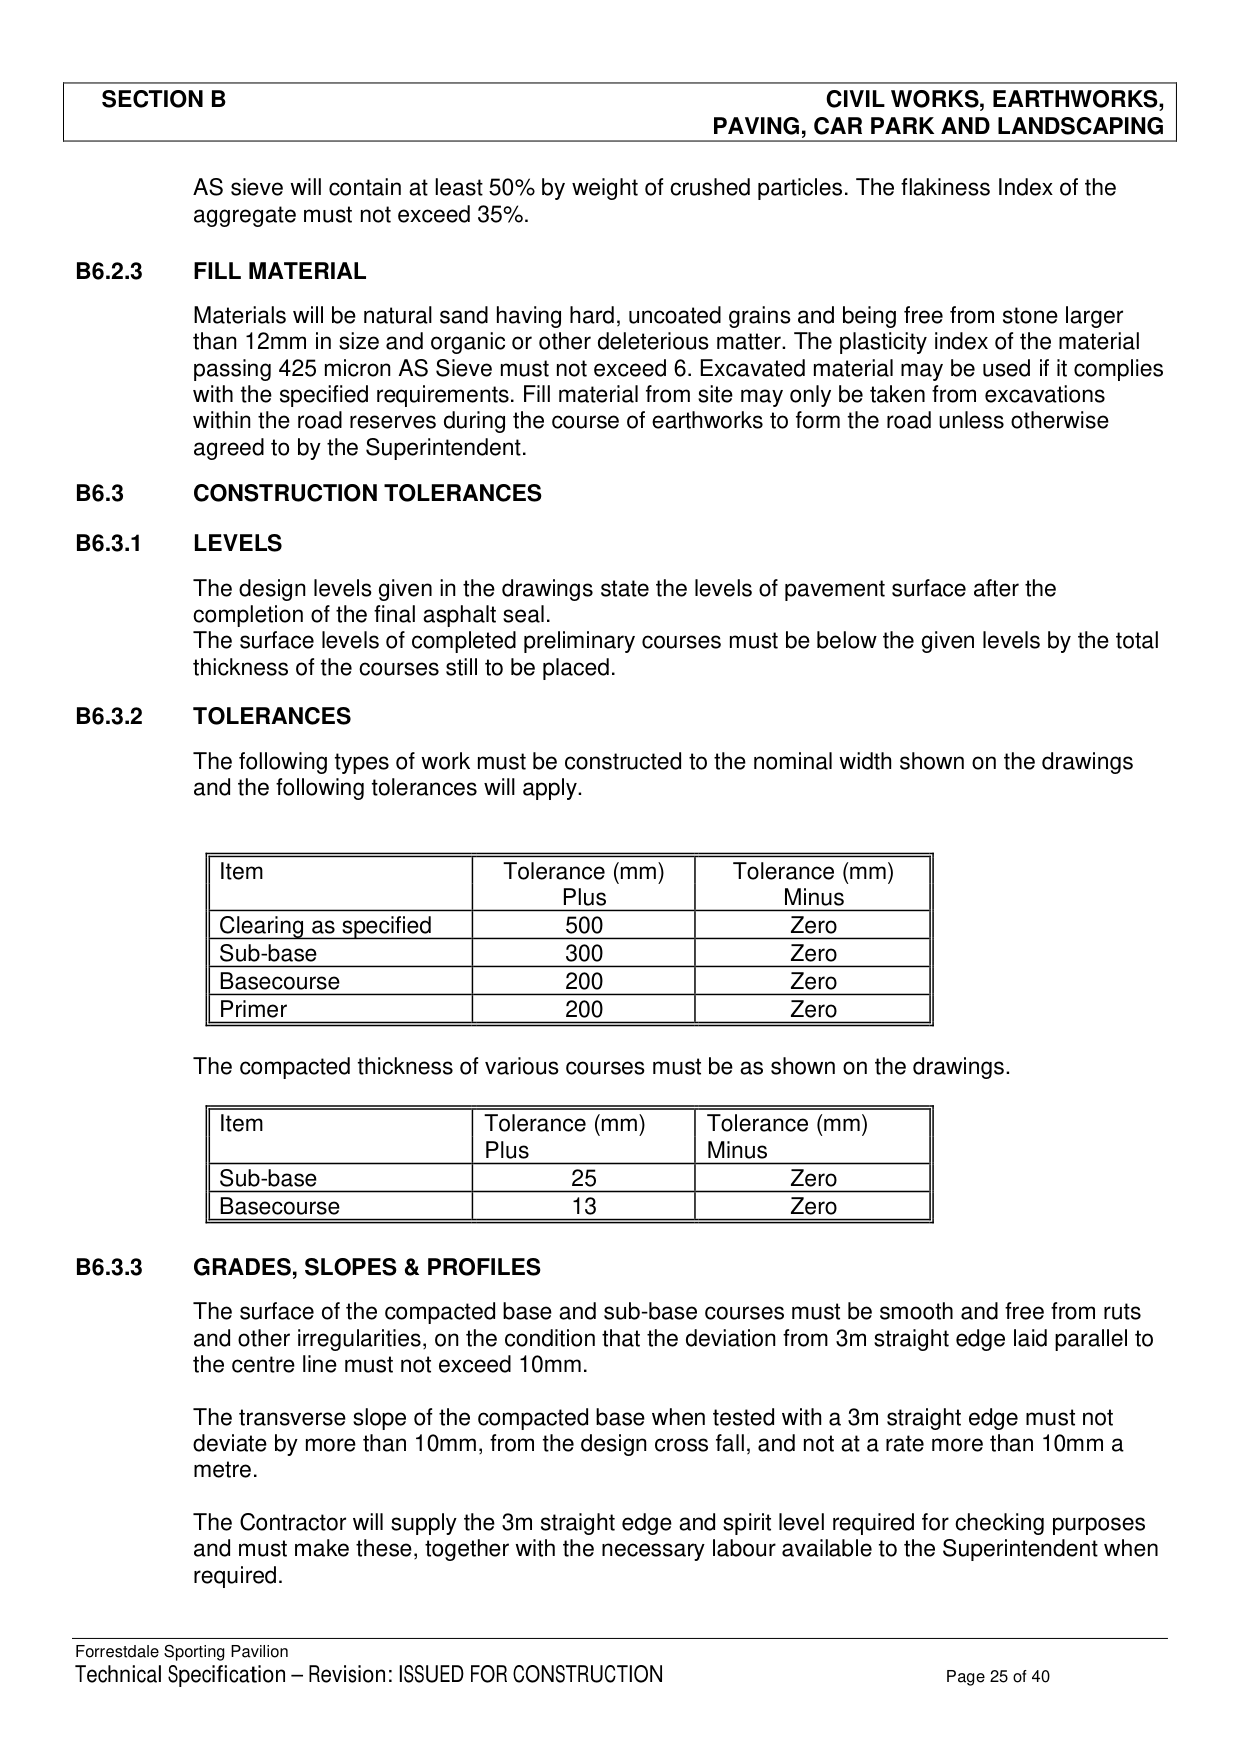 SECTION B CIVIL WORKS, EARTHWORKS,
PAVING, CAR PARK AND LANDSCAPING
AS sieve will contain at least 50% by weight of crushed particles. The flakiness Index of the
aggregate must not exceed 35%.
B6.2.3 FILL MATERIAL
Materials will be natural sand having hard, uncoated grains and being free from stone larger
than 12mm in size and organic or other deleterious matter. The plasticity index of the material
passing 425 micron AS Sieve must not exceed 6. Excavated material may be used if it complies
with the specified requirements. Fill material from site may only be taken from excavations
within the road reserves during the course of earthworks to form the road unless otherwise
agreed to by the Superintendent.
B6.3 CONSTRUCTION TOLERANCES
B6.3.1 LEVELS
The design levels given in the drawings state the levels of pavement surface after the
completion of the final asphalt seal.
The surface levels of completed preliminary courses must be below the given levels by the total
thickness of the courses still to be placed.
B6.3.2 TOLERANCES
The following types of work must be constructed to the nominal width shown on the drawings
and the following tolerances will apply.
Item Tolerance (mm) Tolerance (mm)
Plus Minus
Clearing as specified 500 Zero
Sub-base 300 Zero
Basecourse 200 Zero
Primer 200 Zero
The compacted thickness of various courses must be as shown on the drawings.
Item Tolerance (mm) Tolerance (mm)
Plus Minus
Sub-base 25 Zero
Basecourse 13 Zero
B6.3.3 GRADES, SLOPES & PROFILES
The surface of the compacted base and sub-base courses must be smooth and free from ruts
and other irregularities, on the condition that the deviation from 3m straight edge laid parallel to
the centre line must not exceed 10mm.
The transverse slope of the compacted base when tested with a 3m straight edge must not
deviate by more than 10mm, from the design cross fall, and not at a rate more than 10mm a
metre.
The Contractor will supply the 3m straight edge and spirit level required for checking purposes
and must make these, together with the necessary labour available to the Superintendent when
required.
Forrestdale Sporting Pavilion
Technical Specification – Revision: ISSUED FOR CONSTRUCTION Page 25 of 40